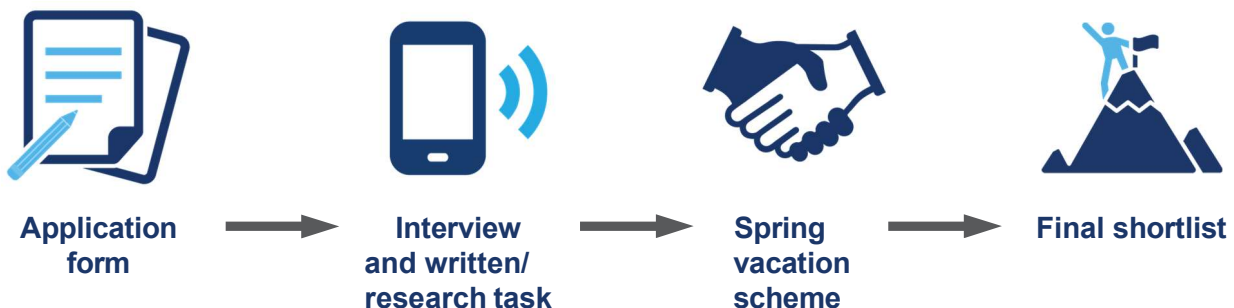 Application
form
Interview
and written/
research task
Spring
vacation
scheme
Final shortlist